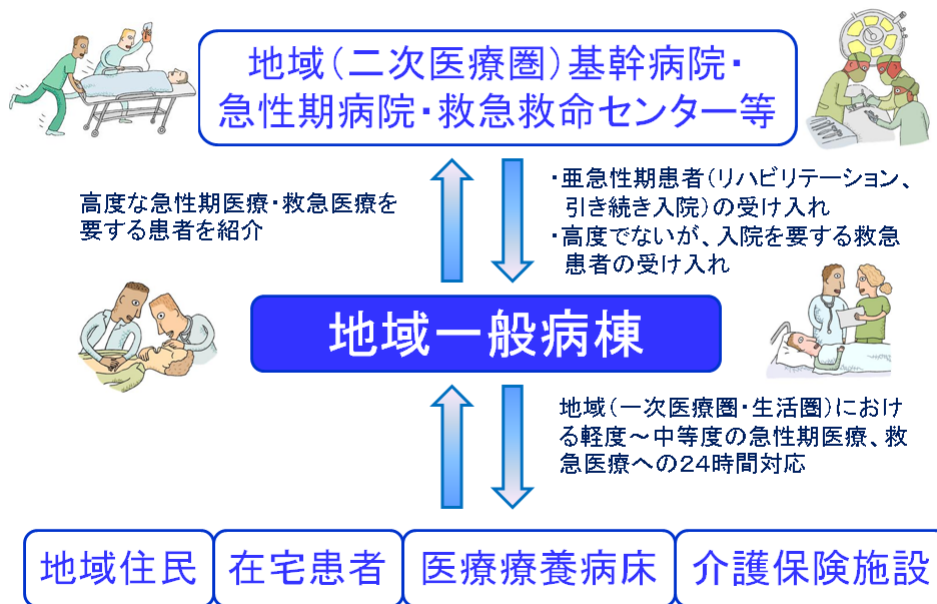 地域（二次医療圏）基幹病院・
急性期病院・救急救命センター等
高度な急性期医療・救急医療を
要する患者を紹介
・亜急性期患者（リハビリテーション、
引き続き入院）の受け入れ
・高度でないが、入院を要する救急
患者の受け入れ
地域一般病棟
地域（一次医療圏・生活圏）におけ
る軽度～中等度の急性期医療、救
急医療への24時間対応
地域住民
在宅患者
医療療養病床
介護保険施設